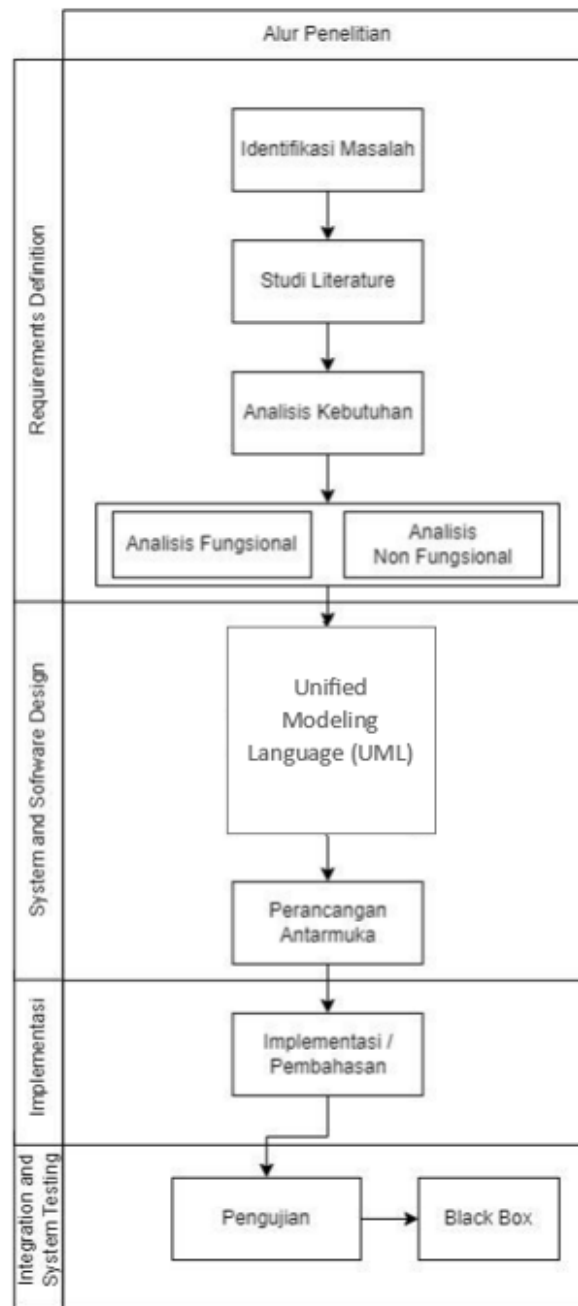 Alur Penelitian
Requirements Definition
Identifikasi Masalah
Studi Literature
Analisis Kebutuhan
Analisis Fungsional
Analisis
Non Fungsional
System and Sofnware Design
Unified
Modeling
Language (UML)
Perancangan
Antarmuka
Implementasi
Implementasi /
Pembahasan
Integration and
System Testing
Pengujian
Black Box